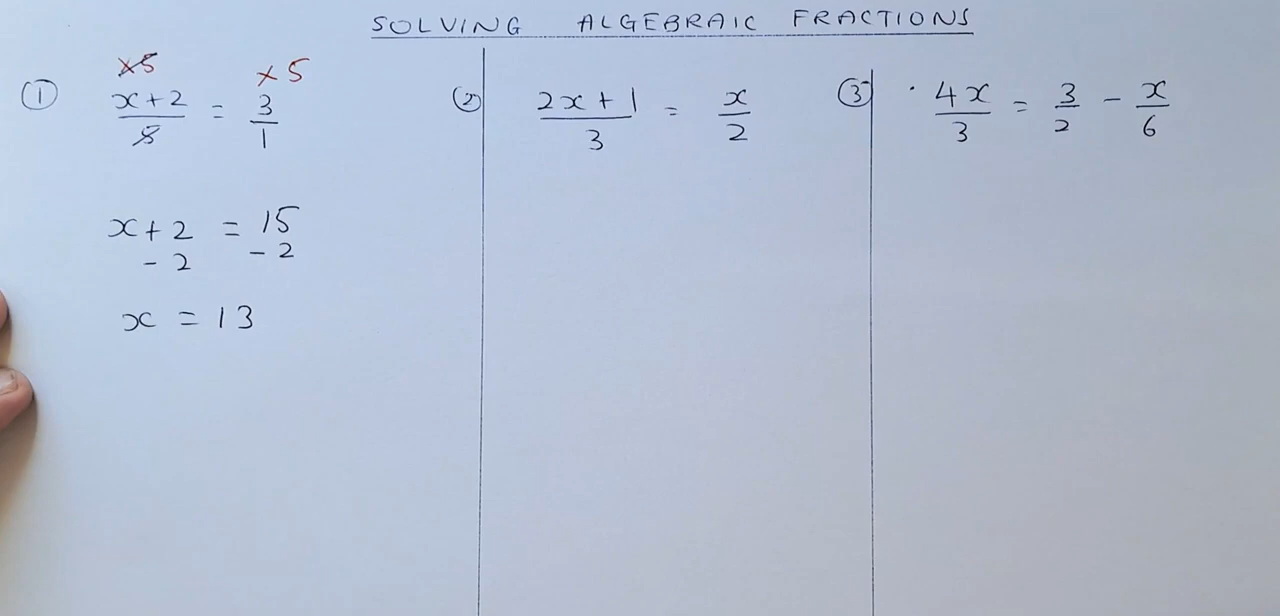 SOLVING ALGEBRAIC FRACTIONS
① ×5 ×5
x+2/5 = 3/1
x+2 = 15
-2 -2
x = 13
② 2x+1/3 = x/2
③ 4x/3 = 3/2 - x/6